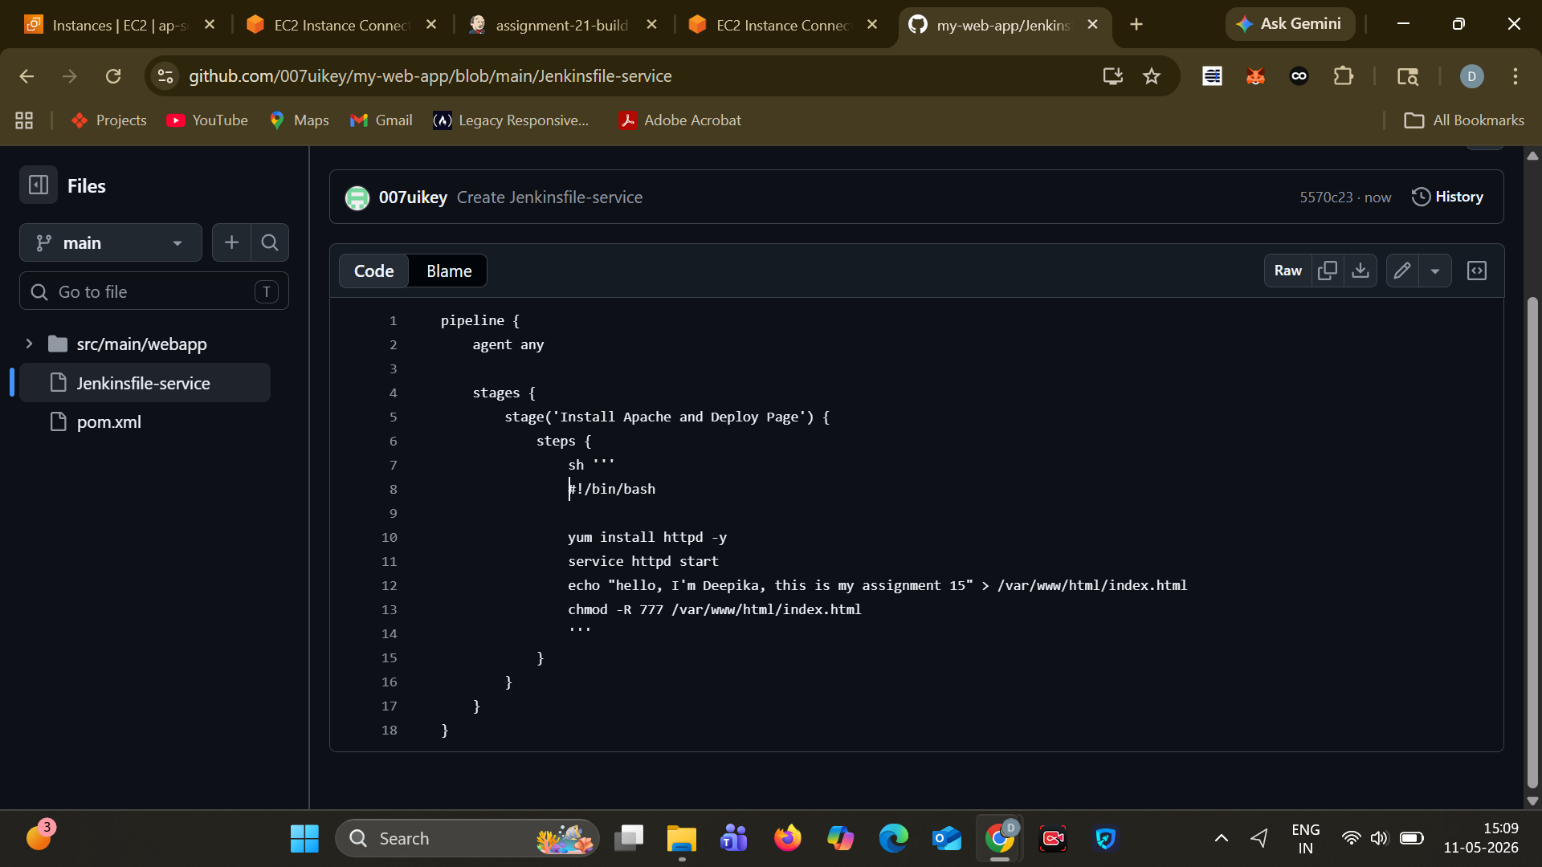 Instances | EC2 | ap-s
EC2 Instance Connect
assignment-21-build
EC2 Instance Connec
my-web-app/Jenkins
Ask Gemini
github.com/007uikey/my-web-app/blob/main/Jenkinsfile-service
D
Projects
YouTube
Maps
Gmail
Legacy Responsive...
Adobe Acrobat
All Bookmarks
Files
007uikey Create Jenkinsfile-service
5570c23 · now
History
main
Go to file
T
src/main/webapp
Jenkinsfile-service
pom.xml
Code
Blame
Raw
1 pipeline {
2 agent any
3
4 stages {
5 stage('Install Apache and Deploy Page') {
6 steps {
7 sh '''
8 #!/bin/bash
9
10 yum install httpd -y
11 service httpd start
12 echo "hello, I'm Deepika, this is my assignment 15" > /var/www/html/index.html
13 chmod -R 777 /var/www/html/index.html
14 '''
15 }
16 }
17 }
18 }
3
Search
D
ENG
IN
15:09
11-05-2026